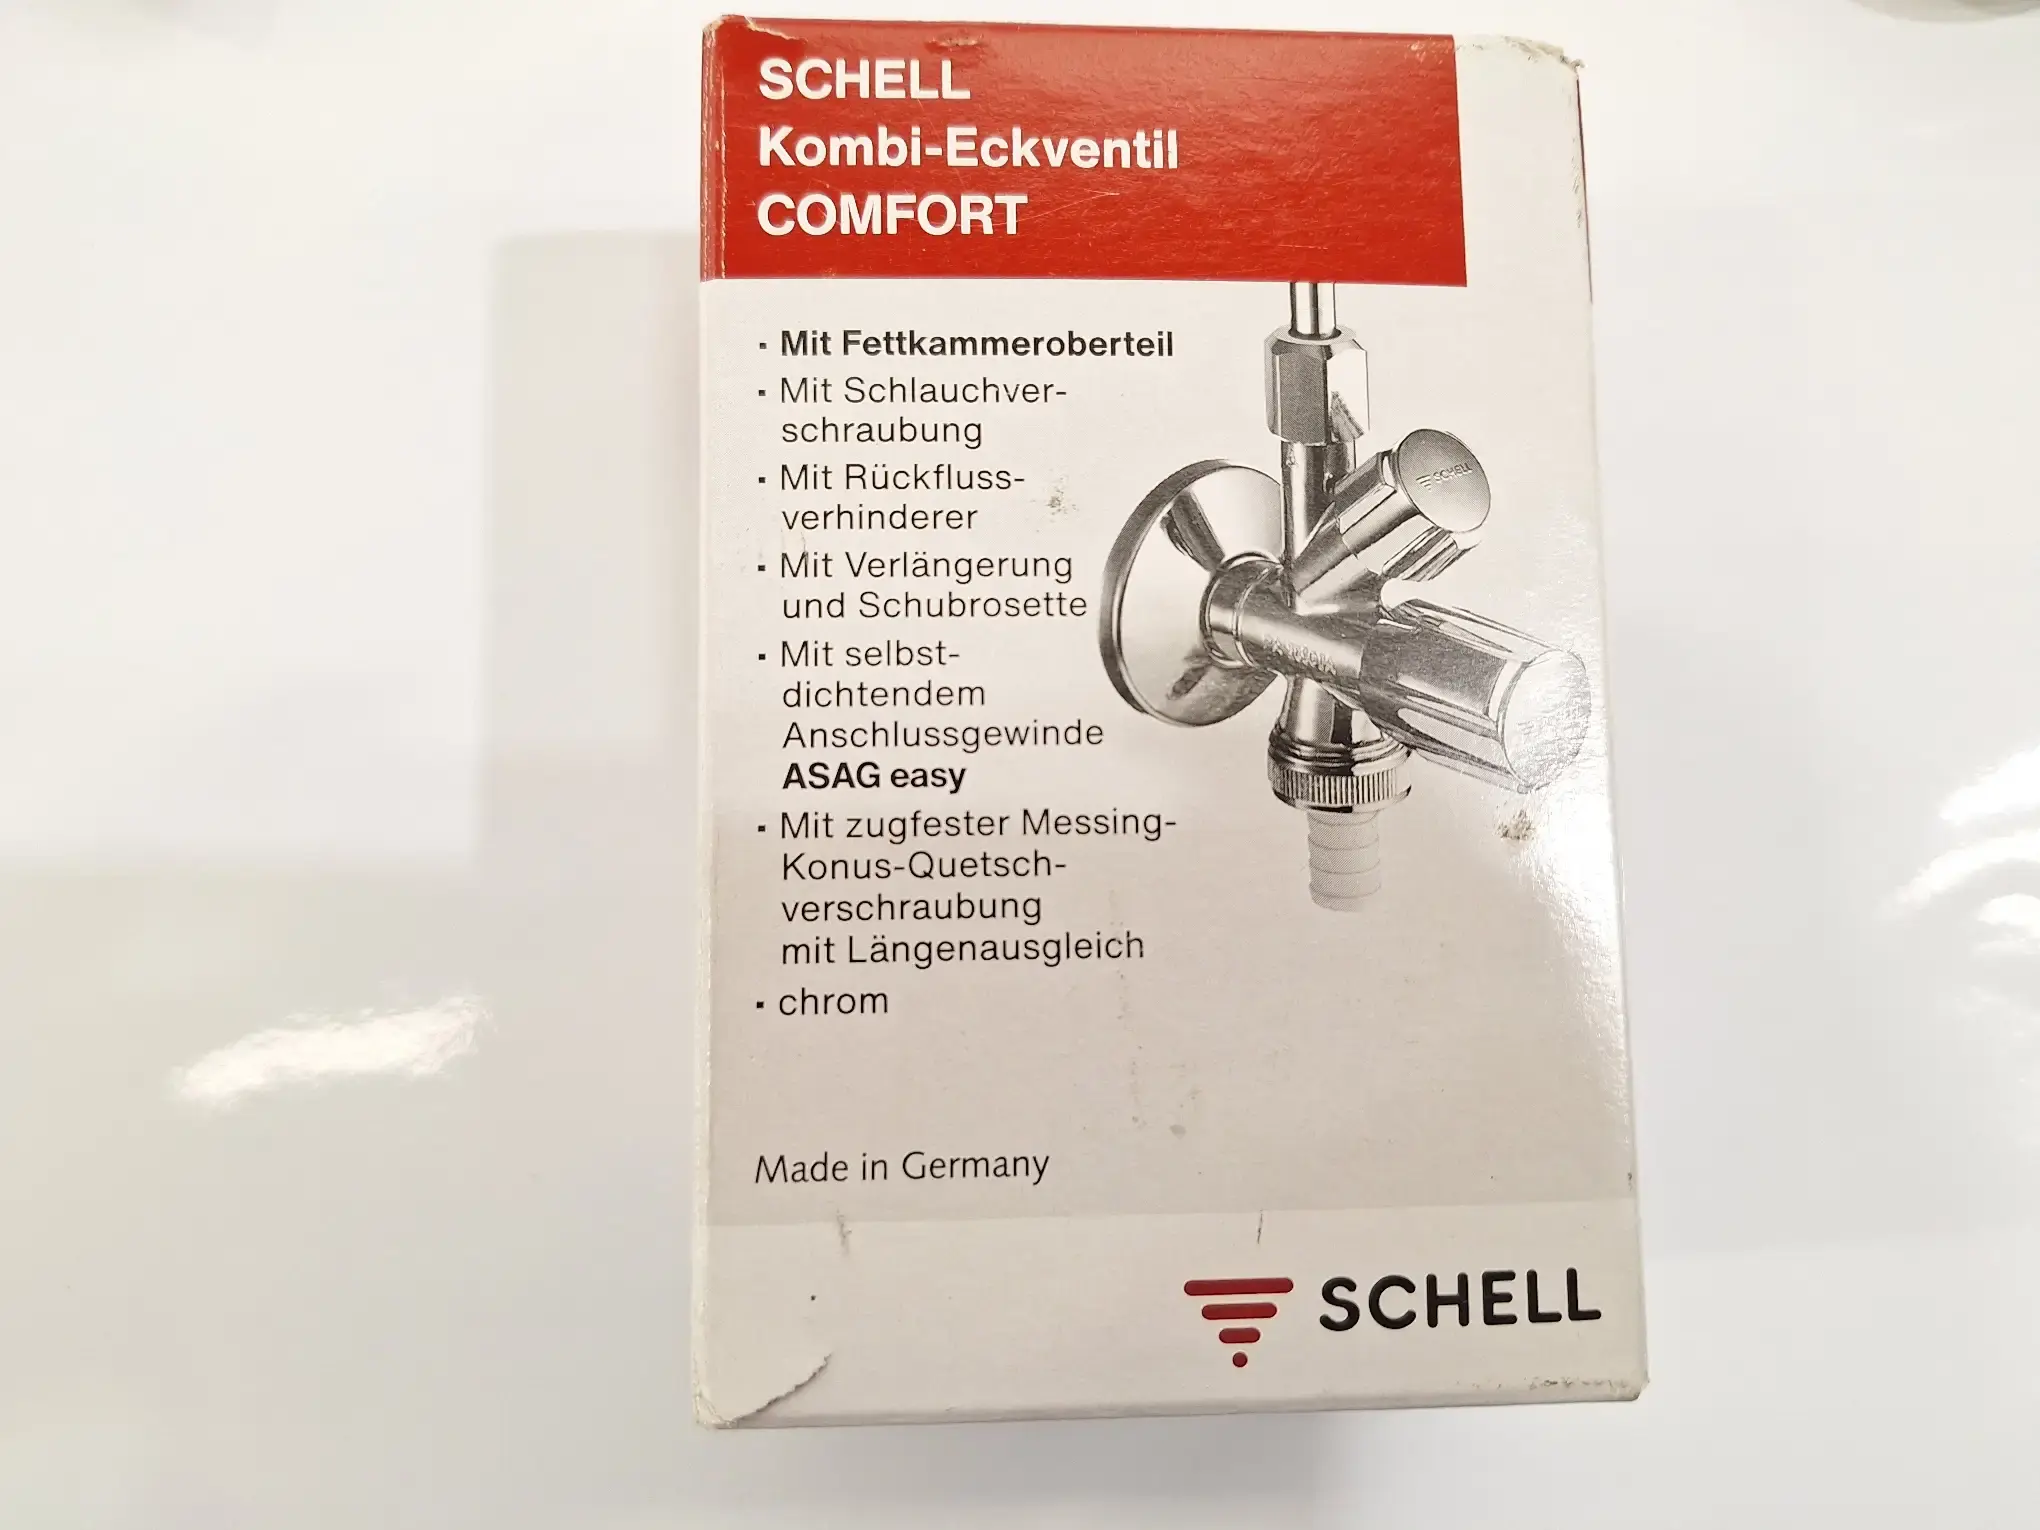 SCHELL
Kombi-Eckventil
COMFORT
· Mit Fettkammeroberteil
· Mit Schlauchver-
schraubung
· Mit Rückfluss-
verhinderer
· Mit Verlängerung
und Schubrosette
· Mit selbst-
dichtendem
Anschlussgewinde
ASAG easy
· Mit zugfester Messing-
Konus-Quetsch-
verschraubung
mit Längenausgleich
· chrom
SCHELL
Made in Germany
SCHELL